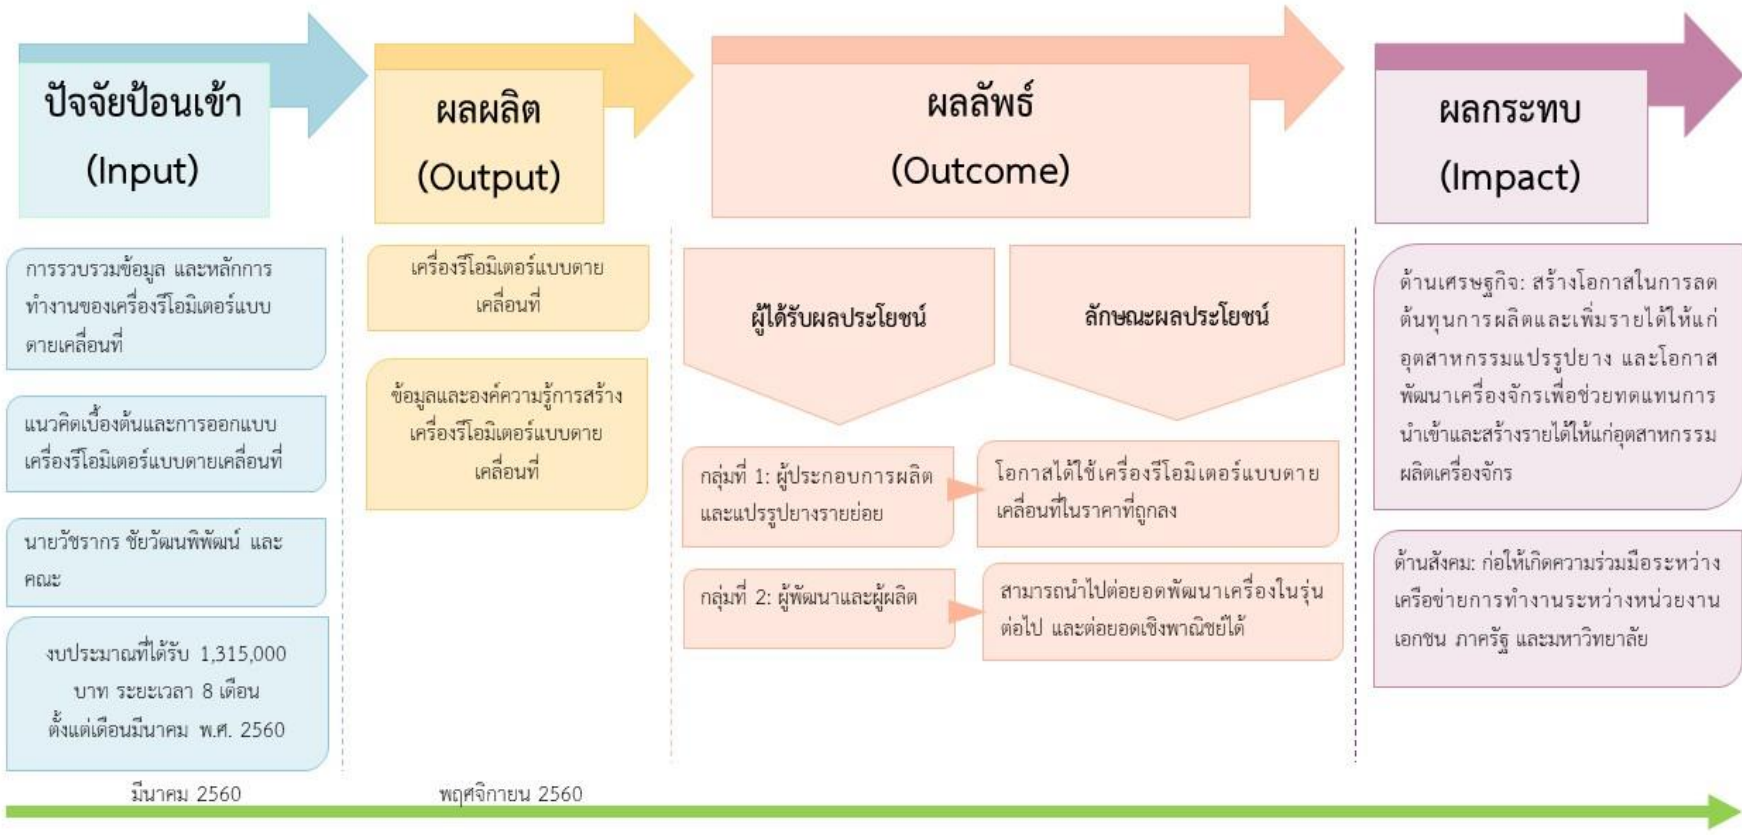 ปัจจัยป้อนเข้า
(Input)
การรวบรวมข้อมูล และหลักการ
ทำงานของเครื่องรีโอมิเตอร์แบบ
ดายเคลื่อนที่
แนวคิดเบื้องต้นและการออกแบบ
เครื่องรีโอมิเตอร์แบบดายเคลื่อนที่
นายวัชรากร ชัยวัฒนพิพัฒน์ และ
คณะ
งบประมาณที่ได้รับ 1,315,000
บาท ระยะเวลา 8 เดือน
ตั้งแต่เดือนมีนาคม พ.ศ. 2560
มีนาคม 2560
ผลผลิต
(Output)
เครื่องรีโอมิเตอร์แบบดาย
เคลื่อนที่
ข้อมูลและองค์ความรู้การสร้าง
เครื่องรีโอมิเตอร์แบบดาย
เคลื่อนที่
พฤศจิกายน 2560
ผลลัพธ์
(Outcome)
ผู้ได้รับผลประโยชน์
ลักษณะผลประโยชน์
กลุ่มที่ 1: ผู้ประกอบการผลิต
และแปรรูปยางรายย่อย
โอกาสได้ใช้เครื่องรีโอมิเตอร์แบบดาย
เคลื่อนที่ในราคาที่ถูกลง
กลุ่มที่ 2: ผู้พัฒนาและผู้ผลิต
สามารถนำไปต่อยอดพัฒนาเครื่องในรุ่น
ต่อไป และต่อยอดเชิงพาณิชย์ได้
ผลกระทบ
(Impact)
ด้านเศรษฐกิจ: สร้างโอกาสในการลด
ต้นทุนการผลิตและเพิ่มรายได้ให้แก่
อุตสาหกรรมแปรรูปยาง และโอกาส
พัฒนาเครื่องจักรเพื่อช่วยทดแทนการ
นำเข้าและสร้างรายได้ให้แก่อุตสาหกรรม
ผลิตเครื่องจักร
ด้านสังคม: ก่อให้เกิดความร่วมมือระหว่าง
เครือข่ายการทำงานระหว่างหน่วยงาน
เอกชน ภาครัฐ และมหาวิทยาลัย